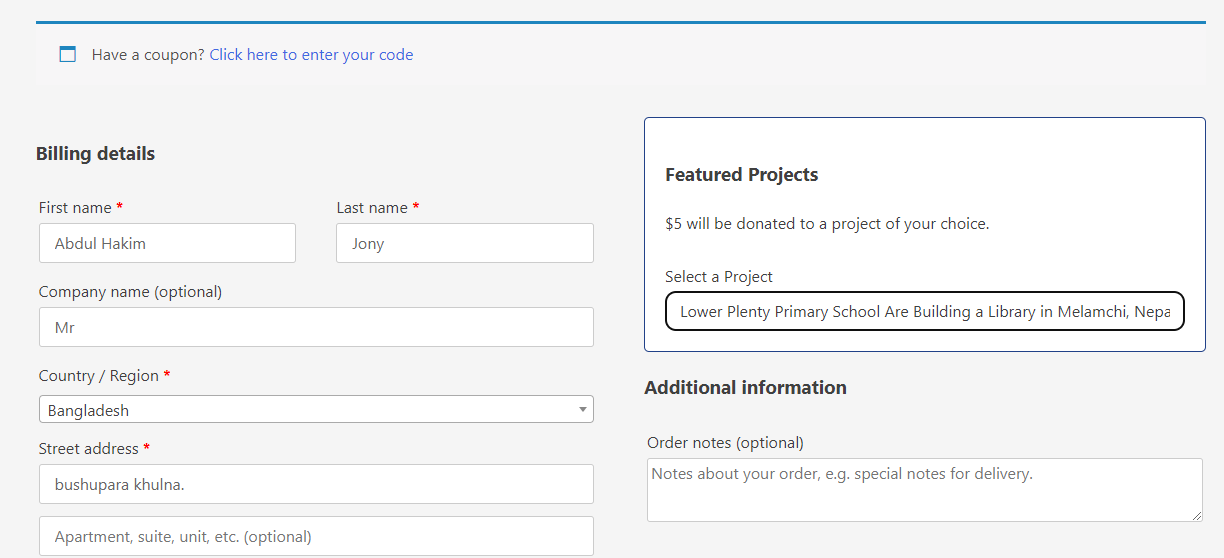 Have a coupon? Click here to enter your code
Billing details
First name *
Last name *
Abdul Hakim
Jony
Company name (optional)
Mr
Country / Region *
Bangladesh
Street address *
bushupara khulna.
Apartment, suite, unit, etc. (optional)
Featured Projects
$5 will be donated to a project of your choice.
Select a Project
Lower Plenty Primary School Are Building a Library in Melamchi, Nepa
Additional information
Order notes (optional)
Notes about your order, e.g. special notes for delivery.